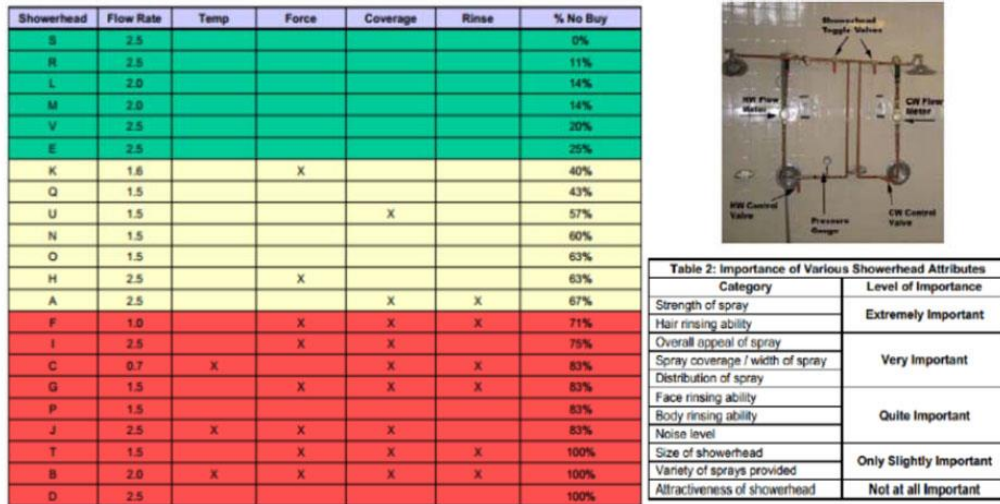 Showerhead Flow Rate Temp Force Coverage Rinse % No Buy
S 2.5 0%
R 2.5 11%
L 2.0 14%
M 2.0 14%
V 2.5 20%
E 2.5 25%
K 1.6 X 40%
Q 1.5 43%
U 1.5 X 57%
N 1.5 60%
O 1.5 63%
H 2.5 X 63%
A 2.5 X X 67%
F 1.0 X X X 71%
I 2.5 X X 75%
C 0.7 X X X 83%
G 1.5 X X X 83%
P 1.5 83%
J 2.5 X X X 83%
T 1.5 X X X 100%
B 2.0 X X X X 100%
D 2.5 100%
Showerhead
Toggle Valves
HW Flow
Meter
CW Flow
Meter
HW Control
Valve
Pressure
Gauge
CW Control
Valve
Table 2: Importance of Various Showerhead Attributes
Category Level of Importance
Strength of spray
Hair rinsing ability
Extremely Important
Overall appeal of spray
Spray coverage / width of spray
Distribution of spray
Very Important
Face rinsing ability
Body rinsing ability
Noise level
Quite Important
Size of showerhead
Variety of sprays provided
Only Slightly Important
Attractiveness of showerhead Not at all Important